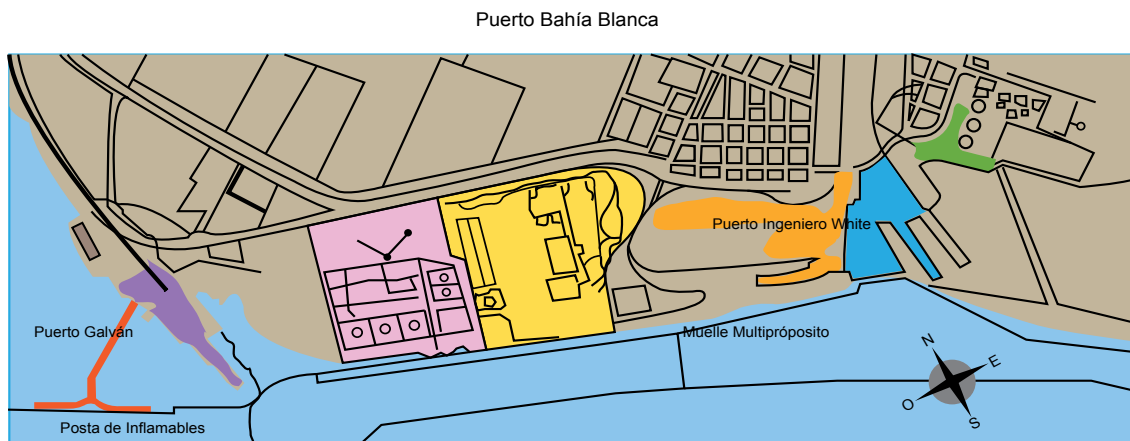 Puerto Bahía Blanca
Puerto Ingeniero White
Puerto Galván
Muelle Multipróposito
Posta de Inflamables
N
E
O
S